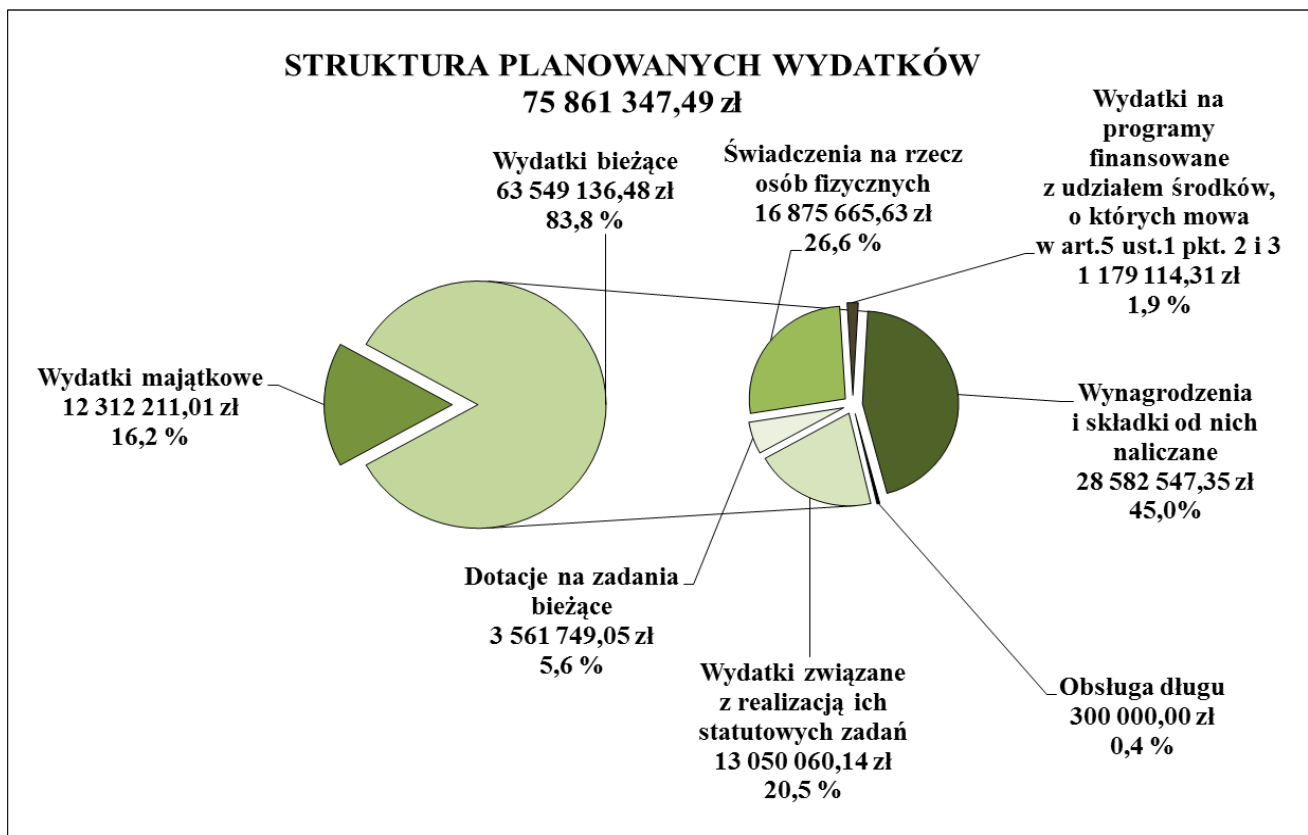 STRUKTURA PLANOWANYCH WYDATKÓW
75 861 347,49 zł
Wydatki bieżące
63 549 136,48 zł
83,8 %
Świadczenia na rzecz
osób fizycznych
16 875 665,63 zł
26,6 %
Wydatki na
programy
finansowane
z udziałem środków,
o których mowa
w art.5 ust.1 pkt. 2 i 3
1 179 114,31 zł
1,9 %
Wydatki majątkowe
12 312 211,01 zł
16,2 %
Wynagrodzenia
i składki od nich
naliczane
28 582 547,35 zł
45,0%
Dotacje na zadania
bieżące
3 561 749,05 zł
5,6 %
Wydatki związane
z realizacją ich
statutowych zadań
13 050 060,14 zł
20,5 %
Obsługa długu
300 000,00 zł
0,4 %